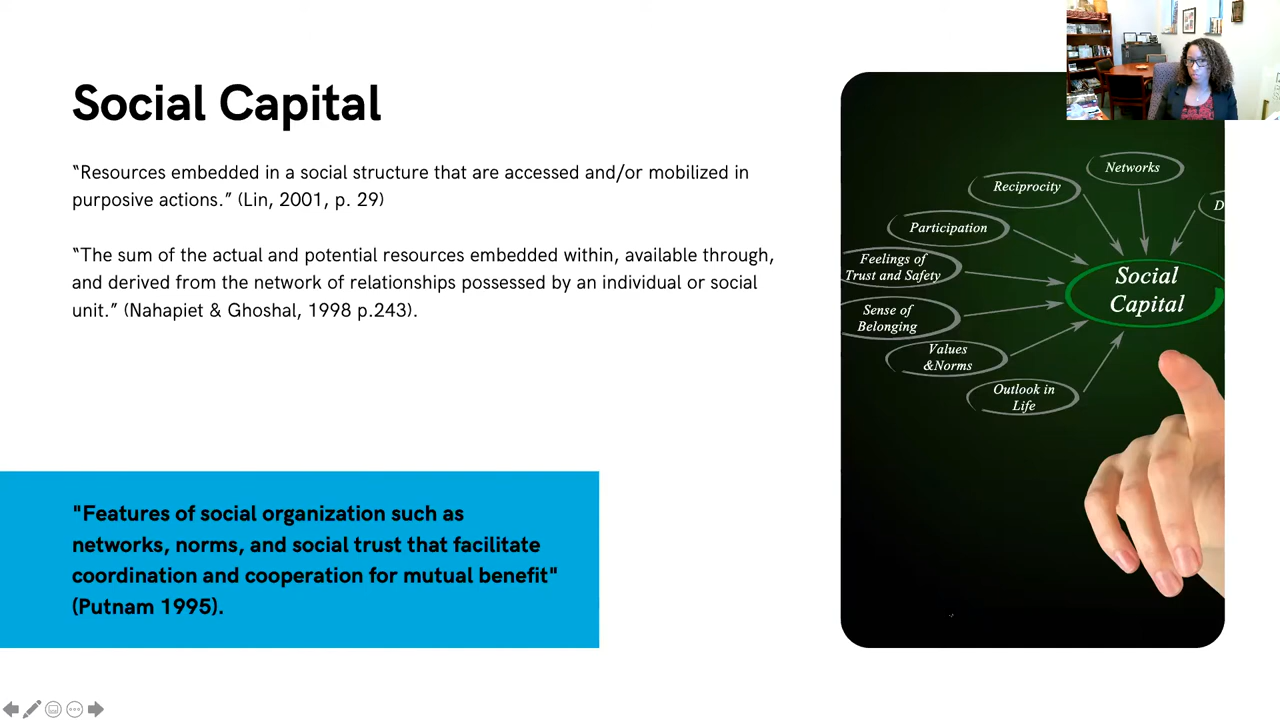 Social Capital
“Resources embedded in a social structure that are accessed and/or mobilized in
purposive actions.” (Lin, 2001, p. 29)
“The sum of the actual and potential resources embedded within, available through,
and derived from the network of relationships possessed by an individual or social
unit.” (Nahapiet & Ghoshal, 1998 p.243).
"Features of social organization such as
networks, norms, and social trust that facilitate
coordination and cooperation for mutual benefit"
(Putnam 1995).
Networks
Reciprocity
D
Participation
Feelings of
Trust and Safety
Sense of
Belonging
Values
&Norms
Outlook in
Life
Social
Capital